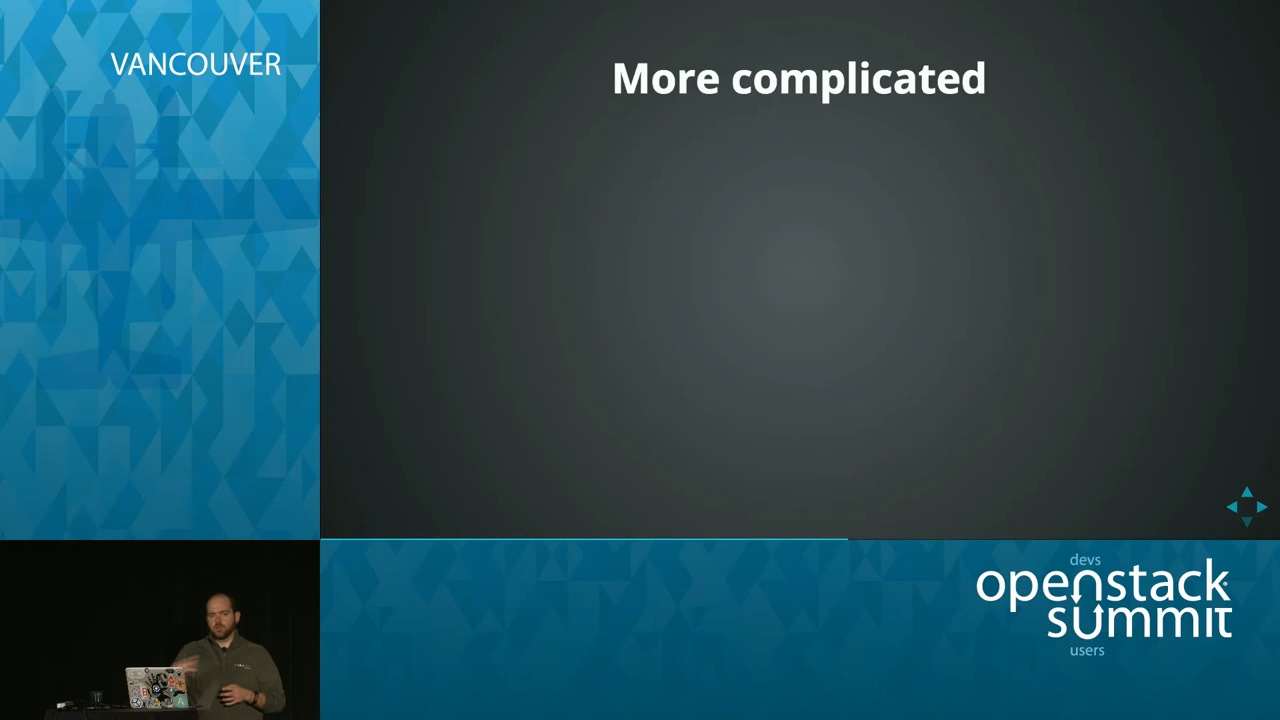 VANCOUVER
More complicated
devs
openstack
summit
users